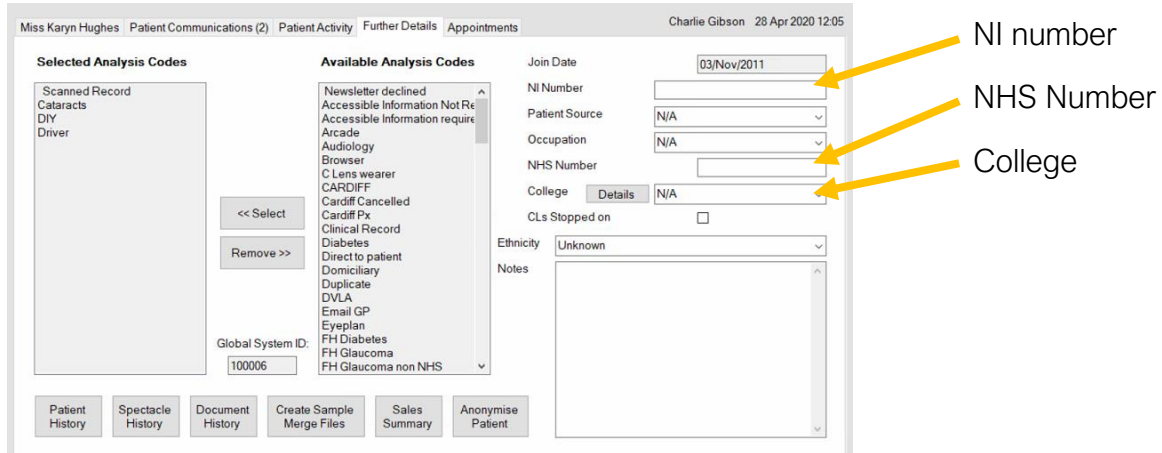 Miss Karyn Hughes Patient Communications (2) Patient Activity Further Details Appointments
Charlie Gibson 28 Apr 2020 12:05
Selected Analysis Codes
Scanned Record
Cataracts
DIY
Driver
<< Select
Remove >>
Global System ID:
100006
Available Analysis Codes
Newsletter declined
Accessible Information Not Re
Accessible Information require
Arcade
Audiology
Browser
C Lens wearer
CARDIFF
Cardiff Cancelled
Cardiff Px
Clinical Record
Diabetes
Direct to patient
Domiciliary
Duplicate
DVLA
Email GP
Eyeplan
FH Diabetes
FH Glaucoma
FH Glaucoma non NHS
Join Date 03/Nov/2011
NI Number
Patient Source N/A
Occupation N/A
NHS Number
College Details N/A
CLs Stopped on
Ethnicity Unknown
Notes
Patient History
Spectacle History
Document History
Create Sample Merge Files
Sales Summary
Anonymise Patient
NI number
NHS Number
College